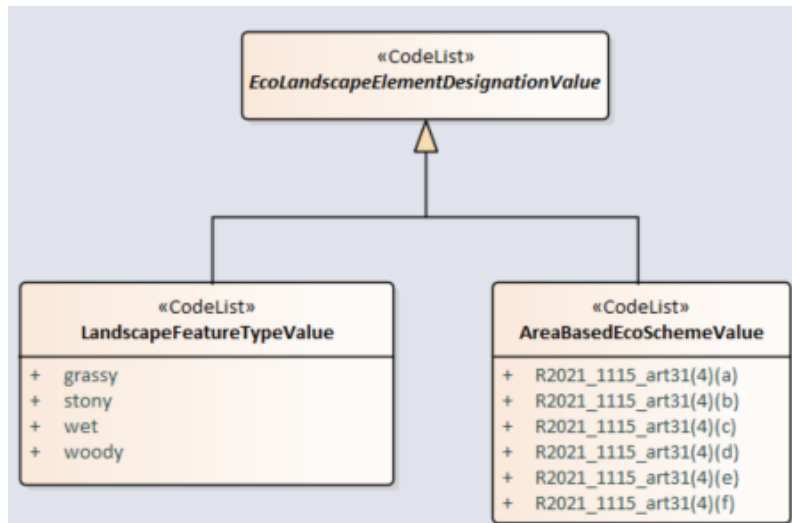 «CodeList»
EcoLandscapeElementDesignationValue
«CodeList»
LandscapeFeatureTypeValue
+ grassy
+ stony
+ wet
+ woody
«CodeList»
AreaBasedEcoSchemeValue
+ R2021_1115_art31(4)(a)
+ R2021_1115_art31(4)(b)
+ R2021_1115_art31(4)(c)
+ R2021_1115_art31(4)(d)
+ R2021_1115_art31(4)(e)
+ R2021_1115_art31(4)(f)